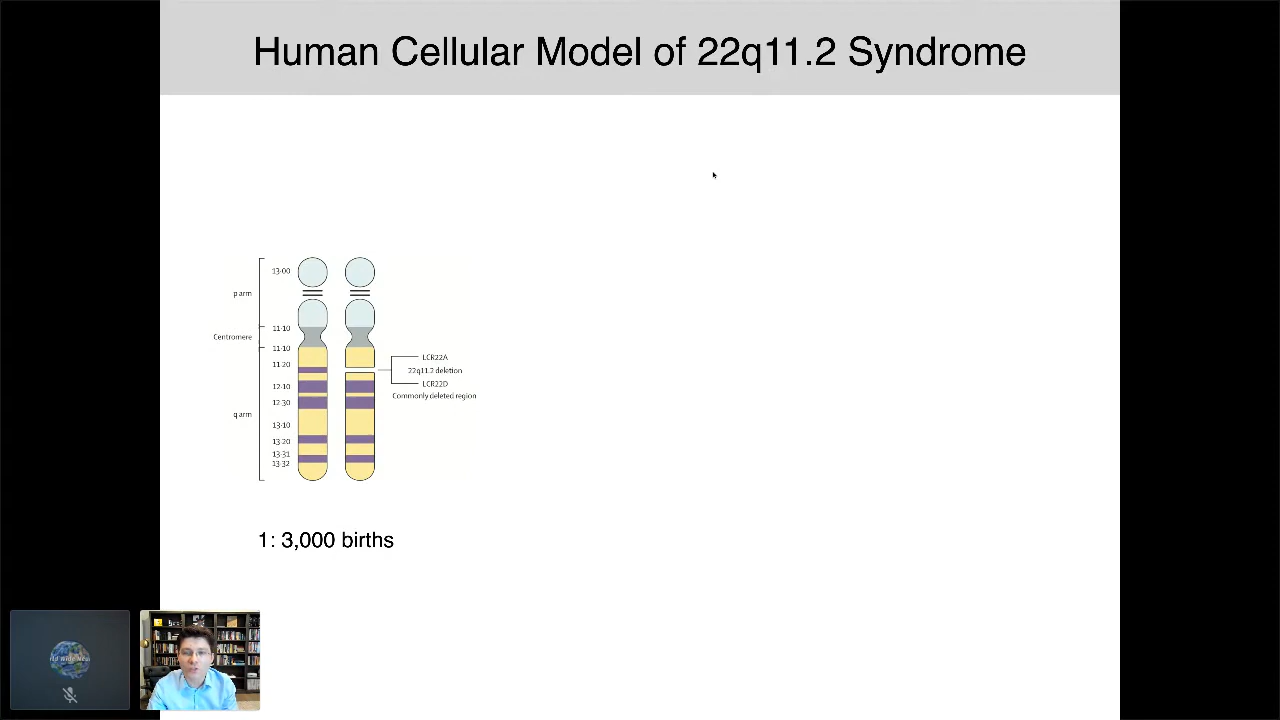 Human Cellular Model of 22q11.2 Syndrome
13·00
p arm
11·10
Centromere
11·10
LCR22A
11·20
22q11.2 deletion
LCR22D
12·10
Commonly deleted region
12·30
q arm
13·10
13·20
13·31
13·32
1: 3,000 births